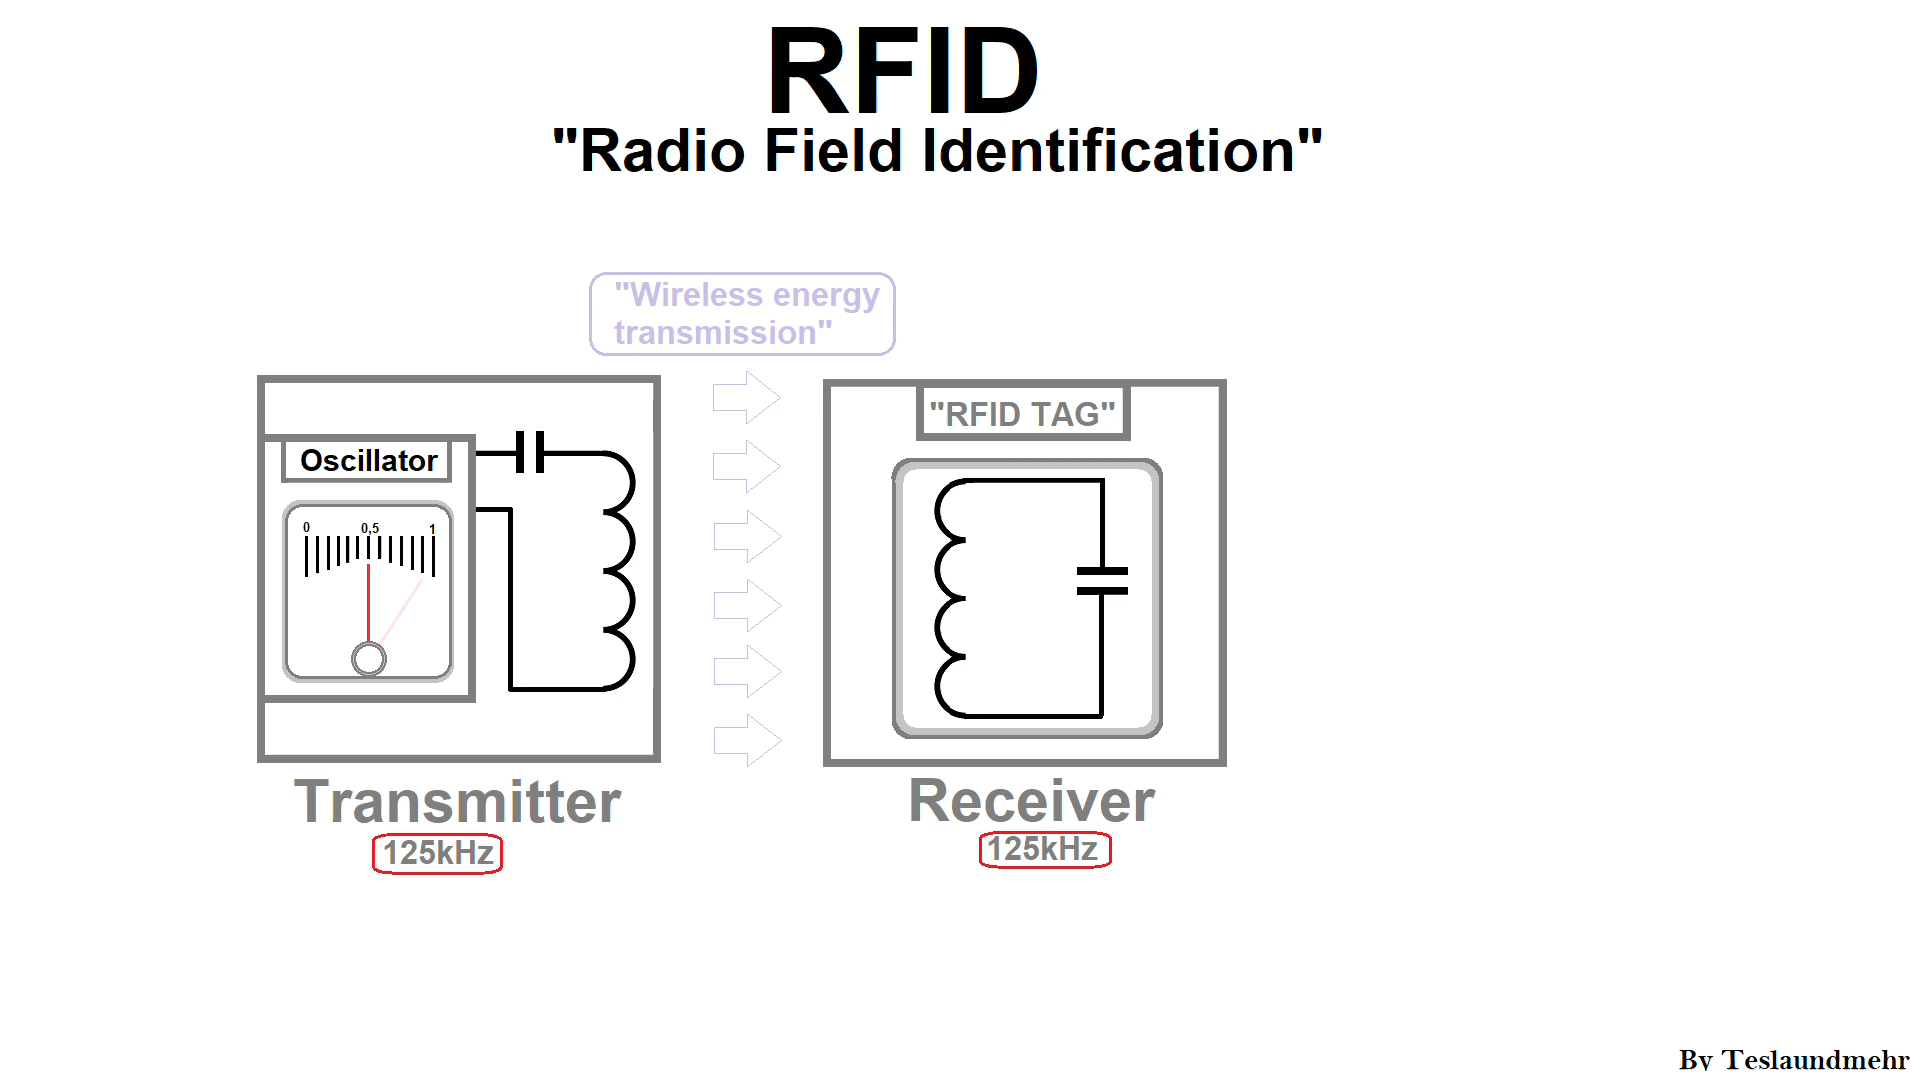 RFID
"Radio Field Identification"
"Wireless energy
transmission"
"RFID TAG"
Oscillator
0 0,5 1
Transmitter
125kHz
Receiver
125kHz
By Teslaundmehr